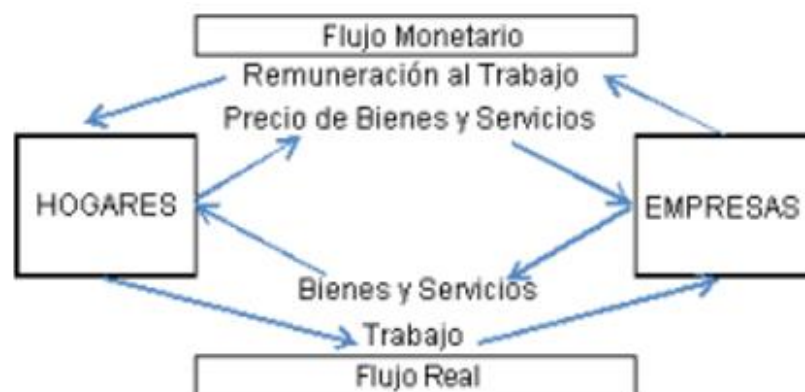 Flujo Monetario
Remuneración al Trabajo
Precio de Bienes y Servicios
HOGARES
EMPRESAS
Bienes y Servicios
Trabajo
Flujo Real